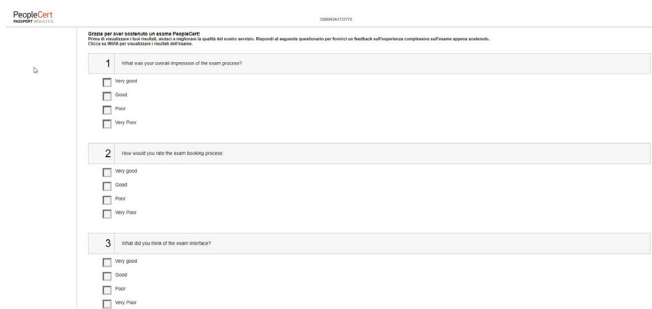 PeopleCert
Grazie per aver sostenuto un esame PeopleCert!
Prima di visualizzare i tuoi risultati, aiutaci a migliorare la qualità del nostro servizio. Rispondi al seguente questionario per fornirci un feedback sull'esperienza complessiva sull'esame appena sostenuto.
Clicca su INVIA per visualizzare i risultati dell'esame.
1 What was your overall impression of the exam process?
Very good
Good
Poor
Very Poor
2 How would you rate the exam booking process
Very good
Good
Poor
Very Poor
3 What did you think of the exam interface?
Very good
Good
Poor
Very Poor